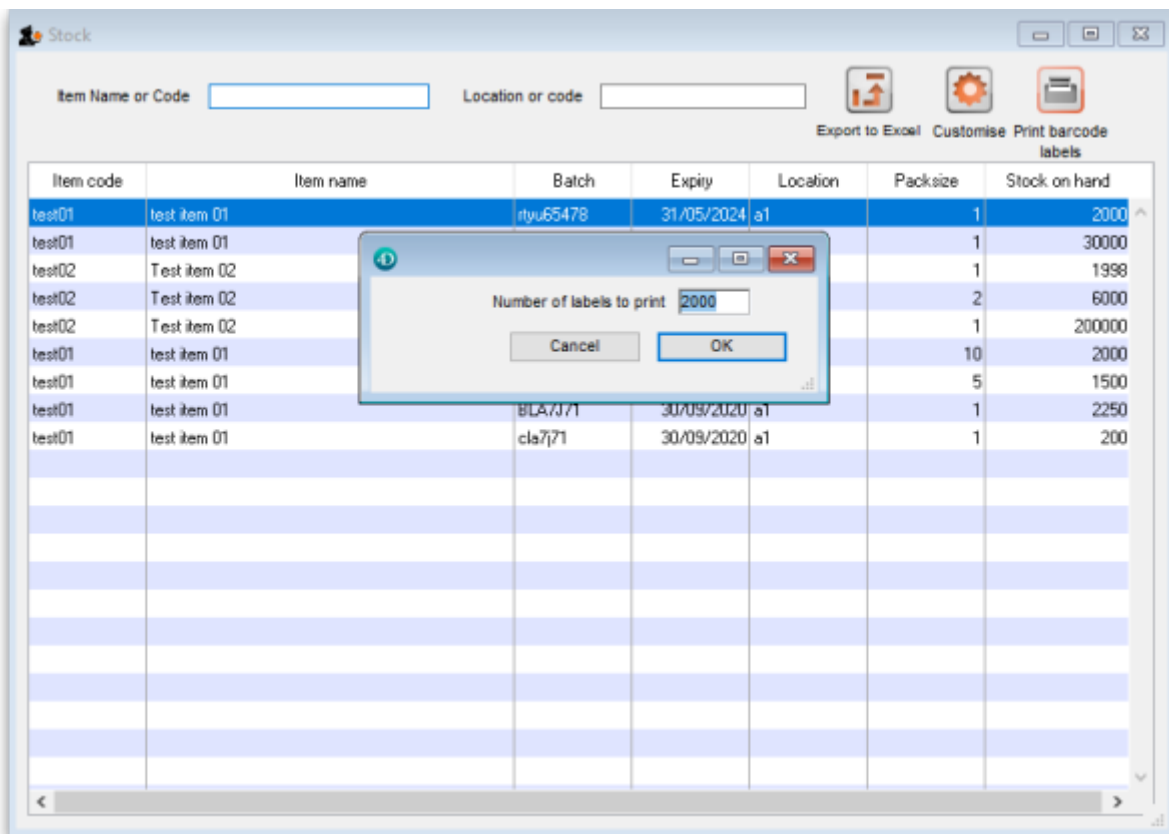 Stock
Item Name or Code Location or code
Export to Excel Customise Print barcode
labels
Item code Item name Batch Expiry Location Packsize Stock on hand
test01 test item 01 rtyu65478 31/05/2024 a1 1 2000
test01 test item 01 1 30000
test02 Test item 02 1 1998
test02 Test item 02 2 6000
test02 Test item 02 1 200000
test01 test item 01 10 2000
test01 test item 01 5 1500
test01 test item 01 BLA7J71 30/09/2020 a1 1 2250
test01 test item 01 cla7j71 30/09/2020 a1 1 200
Number of labels to print 2000
Cancel OK